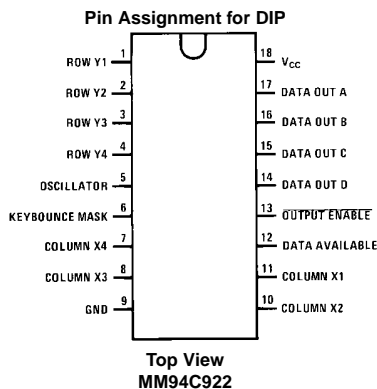 Pin Assignment for DIP
ROW Y1 1 18 VCC
ROW Y2 2 17 DATA OUT A
ROW Y3 3 16 DATA OUT B
ROW Y4 4 15 DATA OUT C
OSCILLATOR 5 14 DATA OUT D
KEYBOUNCE MASK 6 13 OUTPUT ENABLE
COLUMN X4 7 12 DATA AVAILABLE
COLUMN X3 8 11 COLUMN X1
GND 9 10 COLUMN X2
Top View
MM94C922